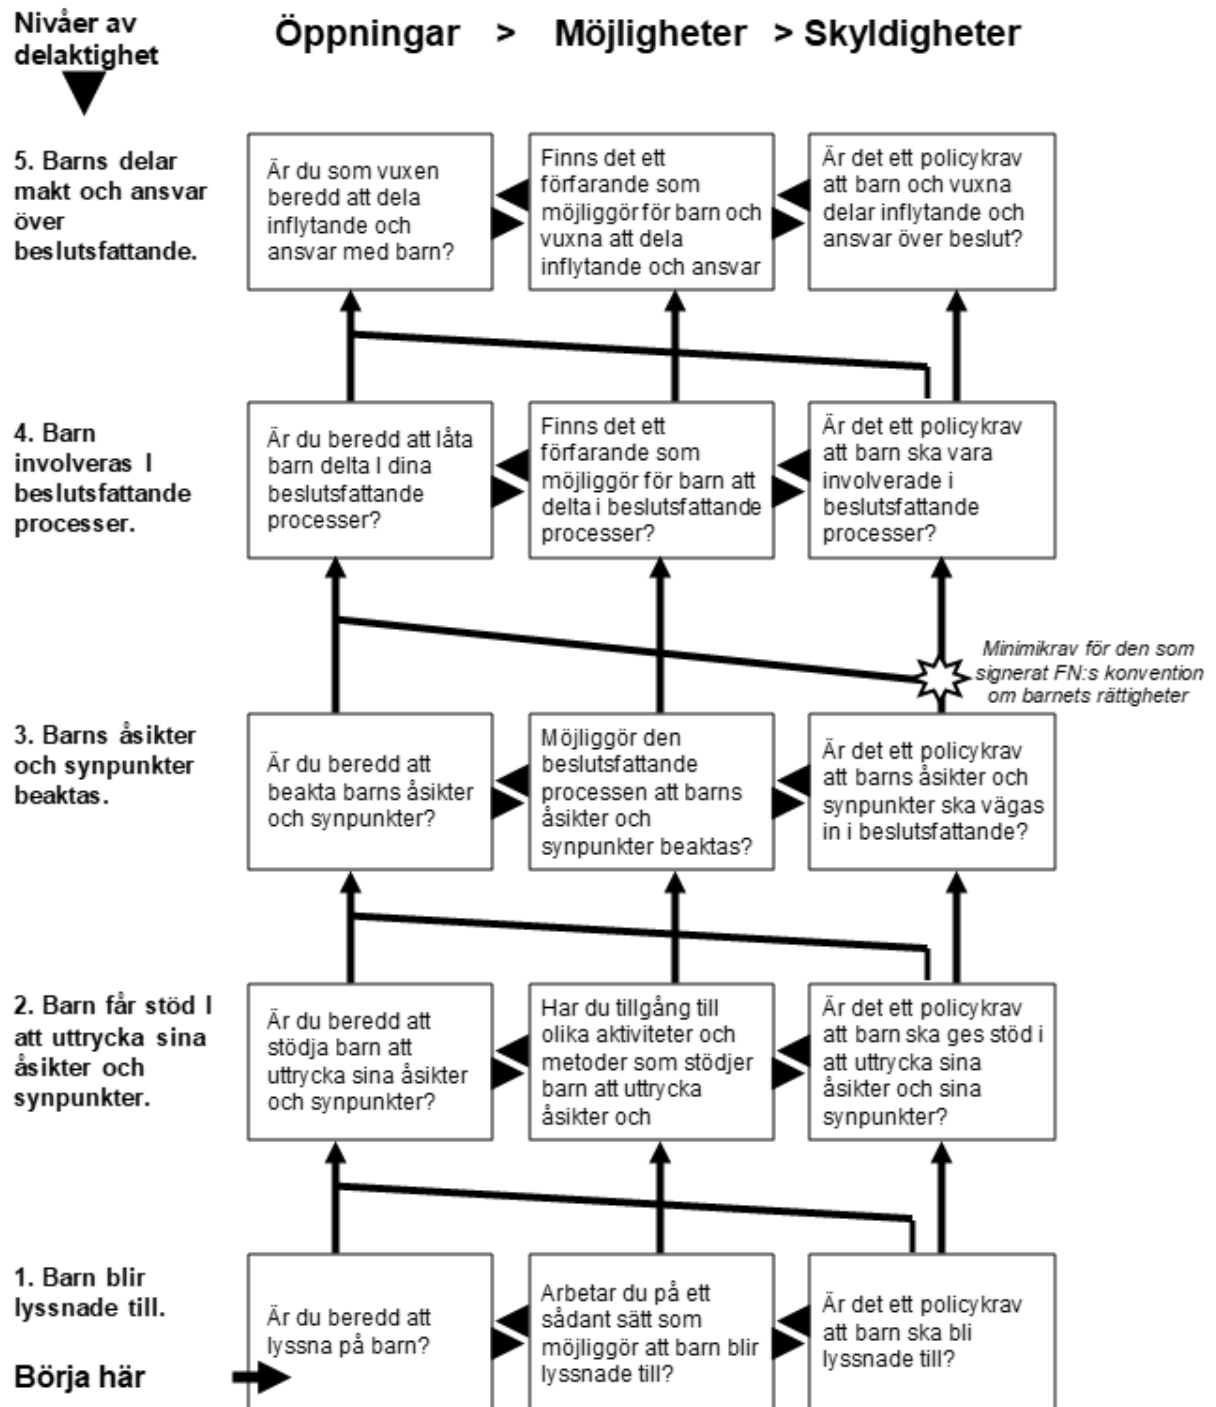 Nivåer av
delaktighet
Öppningar > Möjligheter > Skyldigheter
5. Barns delar
makt och ansvar
över
beslutsfattande.
Är du som vuxen
beredd att dela
inflytande och
ansvar med barn?
Finns det ett
förfarande som
möjliggör för barn och
vuxna att dela
inflytande och ansvar
Är det ett policykrav
att barn och vuxna
delar inflytande och
ansvar över beslut?
4. Barn
involveras I
beslutsfattande
processer.
Är du beredd att låta
barn delta I dina
beslutsfattande
processer?
Finns det ett
förfarande som
möjliggör för barn att
delta i beslutsfattande
processer?
Är det ett policykrav
att barn ska vara
involverade i
beslutsfattande
processer?
Minimikrav för den som
signerat FN:s konvention
om barnets rättigheter
3. Barns åsikter
och synpunkter
beaktas.
Är du beredd att
beakta barns åsikter
och synpunkter?
Möjliggör den
beslutsfattande
processen att barns
åsikter och
synpunkter beaktas?
Är det ett policykrav
att barns åsikter och
synpunkter ska vägas
in i beslutsfattande?
2. Barn får stöd I
att uttrycka sina
åsikter och
synpunkter.
Är du beredd att
stödja barn att
uttrycka sina åsikter
och synpunkter?
Har du tillgång till
olika aktiviteter och
metoder som stödjer
barn att uttrycka
åsikter och
Är det ett policykrav
att barn ska ges stöd i
att uttrycka sina
åsikter och sina
synpunkter?
1. Barn blir
lyssnade till.
Börja här
Är du beredd att
lyssna på barn?
Arbetar du på ett
sådant sätt som
möjliggör att barn blir
lyssnade till?
Är det ett policykrav
att barn ska bli
lyssnade till?